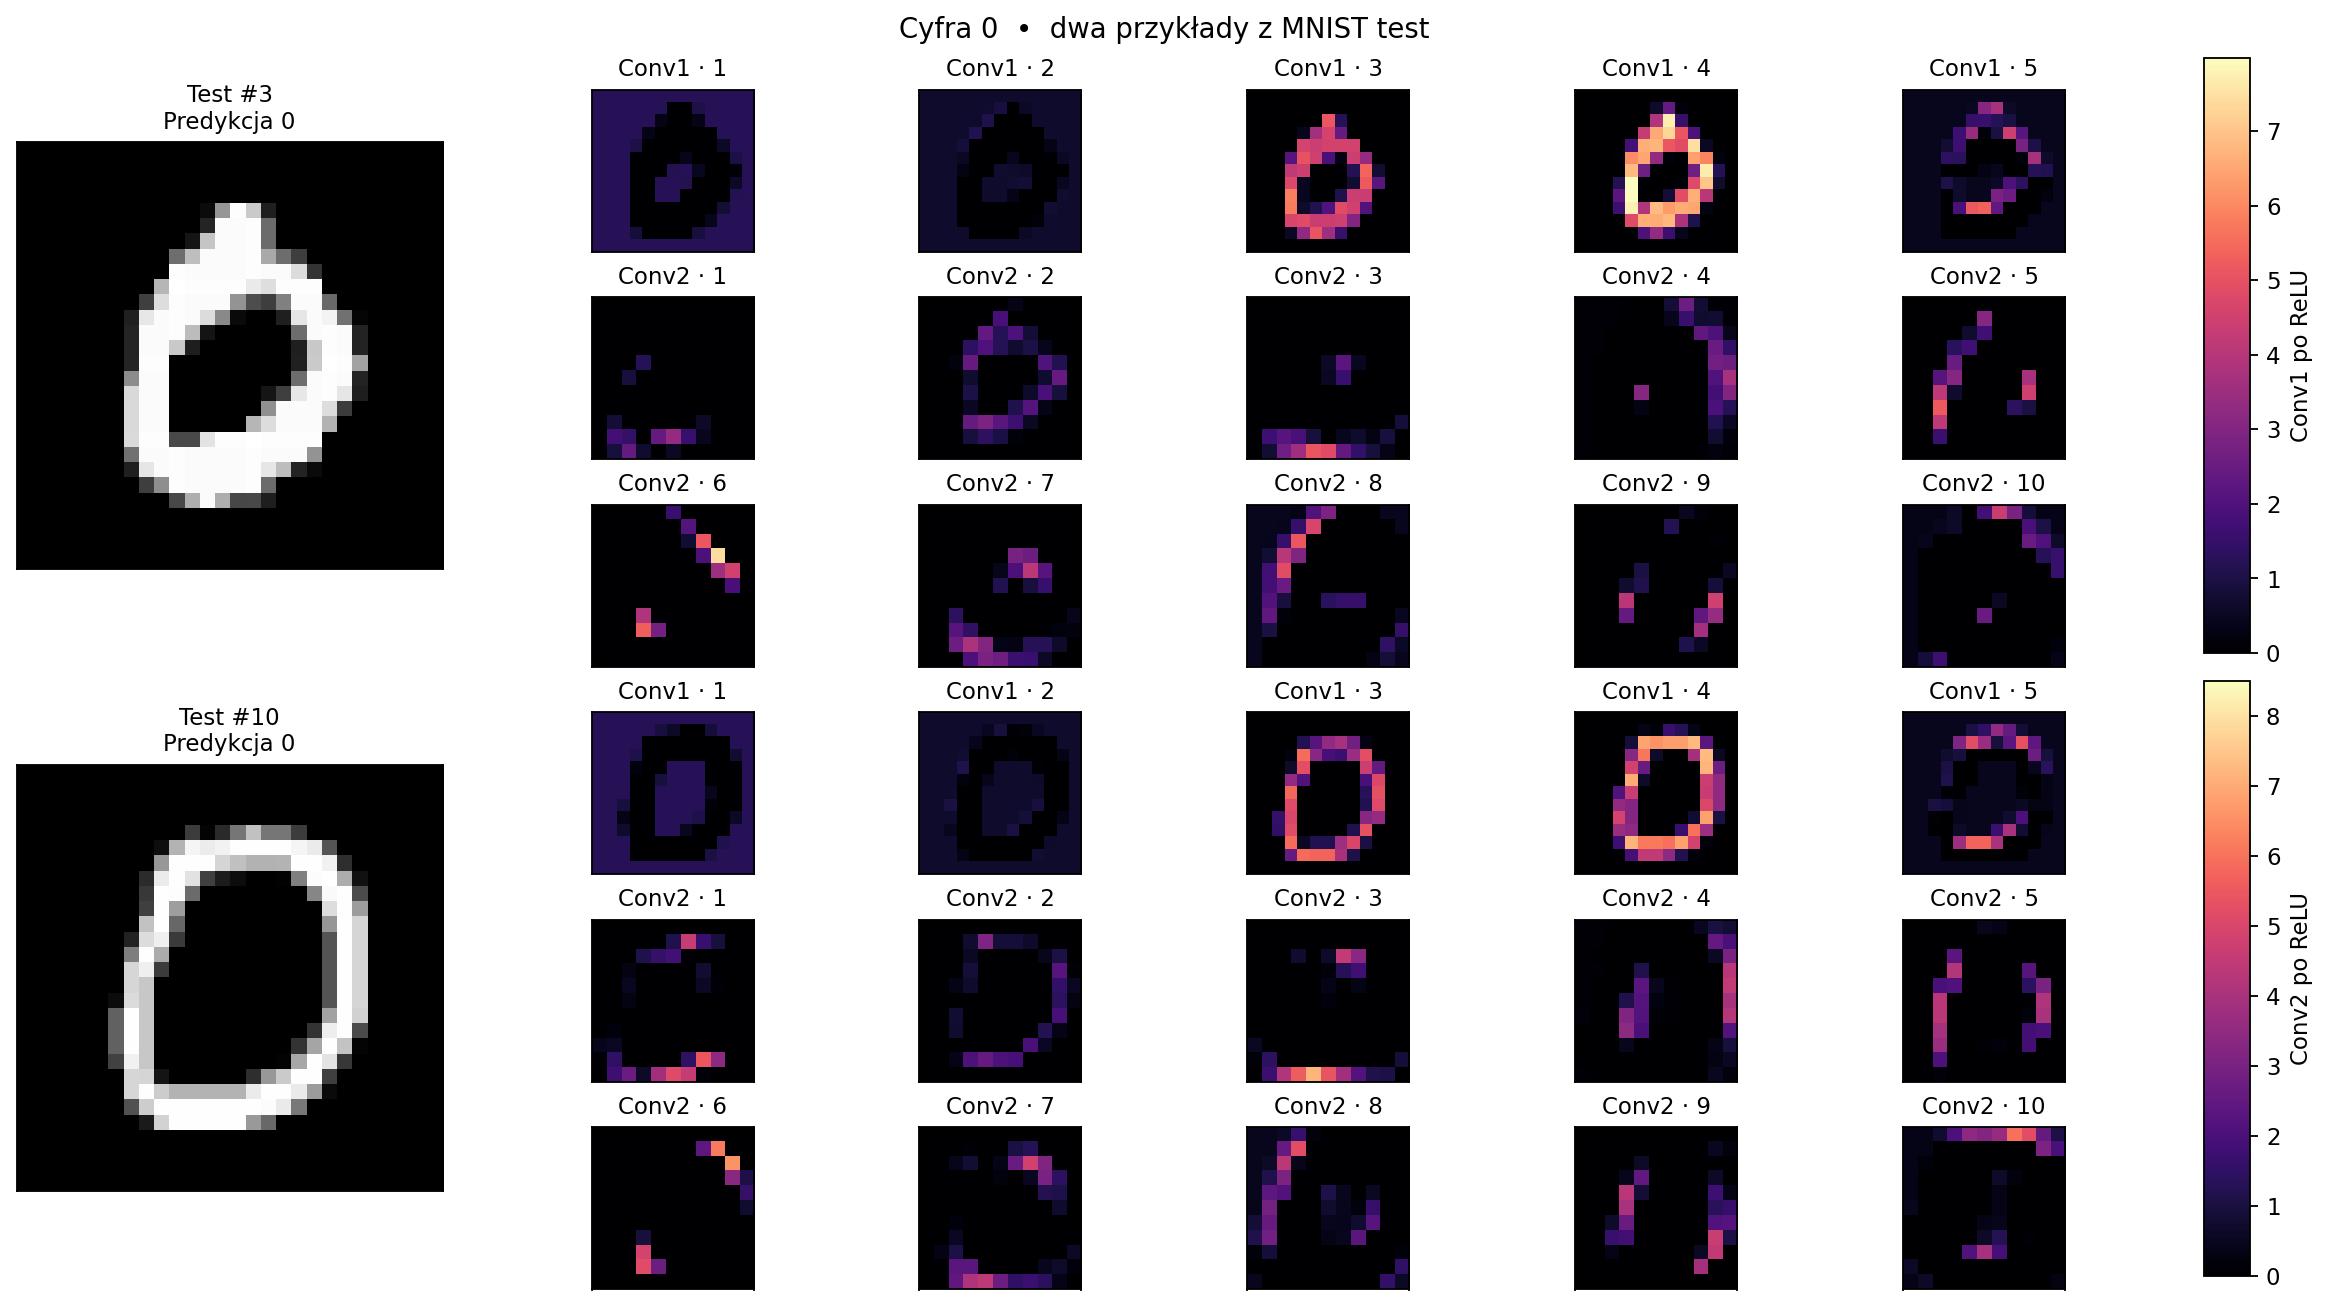 Cyfra 0 • dwa przykłady z MNIST test
Test #3
Predykcja 0
Conv1 · 1
Conv1 · 2
Conv1 · 3
Conv1 · 4
Conv1 · 5
Conv2 · 1
Conv2 · 2
Conv2 · 3
Conv2 · 4
Conv2 · 5
Conv2 · 6
Conv2 · 7
Conv2 · 8
Conv2 · 9
Conv2 · 10
7
6
5
4
3
2
1
0
Conv1 po ReLU
Test #10
Predykcja 0
Conv1 · 1
Conv1 · 2
Conv1 · 3
Conv1 · 4
Conv1 · 5
Conv2 · 1
Conv2 · 2
Conv2 · 3
Conv2 · 4
Conv2 · 5
Conv2 · 6
Conv2 · 7
Conv2 · 8
Conv2 · 9
Conv2 · 10
8
7
6
5
4
3
2
1
0
Conv2 po ReLU